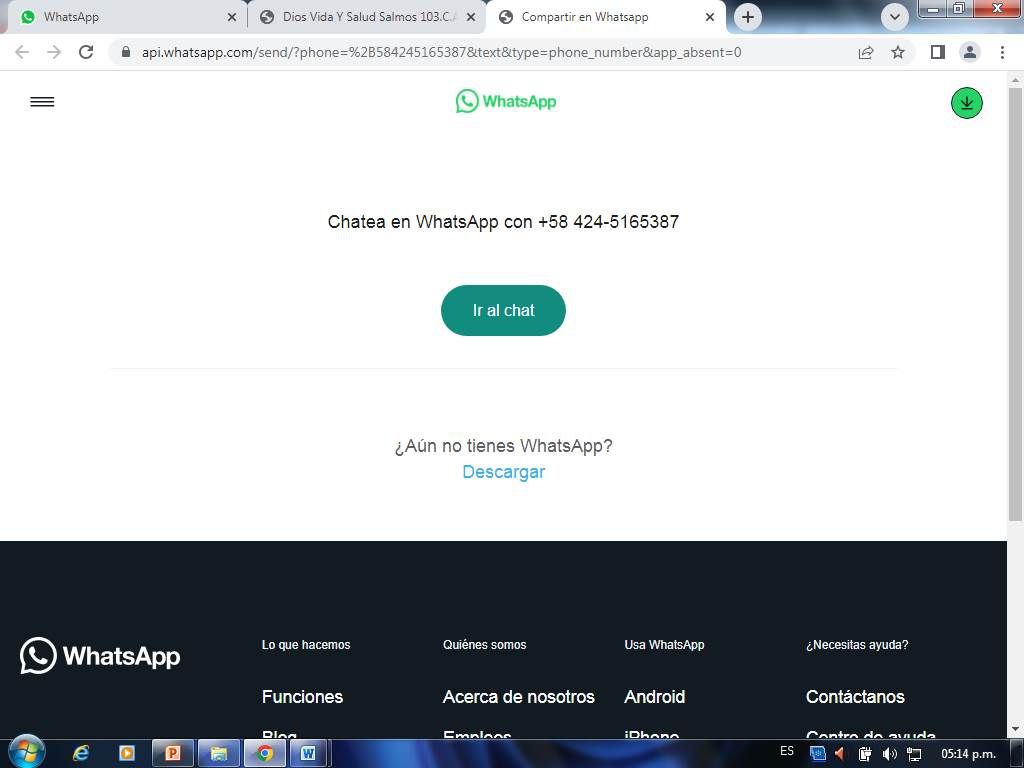 WhatsApp
Dios Vida Y Salud Salmos 103.C.
Compartir en Whatsapp
api.whatsapp.com/send/?phone=%2B584245165387&text&type=phone_number&app_absent=0
WhatsApp
Chatea en WhatsApp con +58 424-5165387
Ir al chat
¿Aún no tienes WhatsApp?
Descargar
WhatsApp
Lo que hacemos
Quiénes somos
Usa WhatsApp
¿Necesitas ayuda?
Funciones
Acerca de nosotros
Android
Contáctanos
Blog
Empleos
iPhone
Centro de ayuda
ES
05:14 p.m.